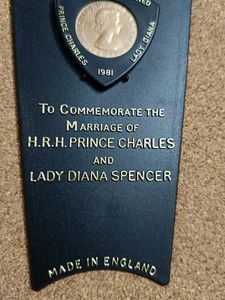 PRINCE CHARLES
LADY DIANA
1981
TO COMMEMORATE THE
MARRIAGE OF
H.R.H. PRINCE CHARLES
AND
LADY DIANA SPENCER
MADE IN ENGLAND